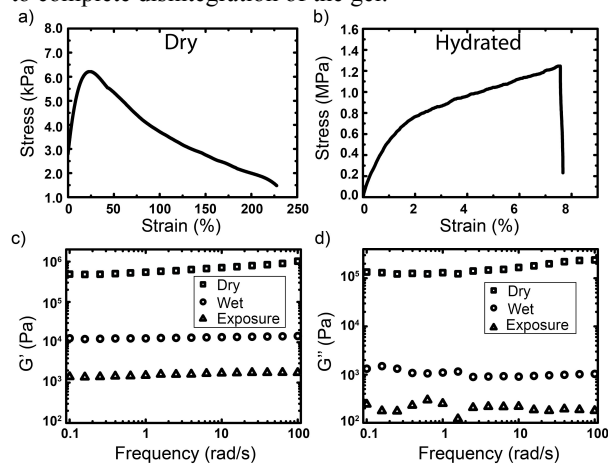 to complete disintegration of the gel.
a) b)
Dry Hydrated
8.0 1.6
7.0 1.4
6.0 1.2
5.0 1.0
4.0 0.8
3.0 0.6
2.0 0.4
1.0 0.2
0.0
Stress (kPa) Stress (MPa)
0 50 100 150 200 250 0 2 4 6 8
Strain (%) Strain (%)
c) d)
10⁶ 10⁵ 10⁴ 10³ 10²
G' (Pa)
Dry
Wet
Exposure
0.1 1 10 100
Frequency (rad/s)
10⁵ 10⁴ 10³ 10²
G'' (Pa)
Dry
Wet
Exposure
0.1 1 10 100
Frequency (rad/s)